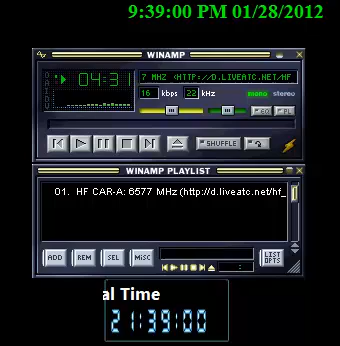 9:39:00 PM 01/28/2012
WINAMP
04:31
7 MHZ <HTTP://D.LIVEATC.NET/HF
16 kbps 22 kHz mono stereo
EQ PL
SHUFFLE
WINAMP PLAYLIST
01. HF CAR-A: 6577 MHz (http://d.liveatc.net/hf_
ADD REM SEL MISC LIST OPTS
al Time
21:39:00